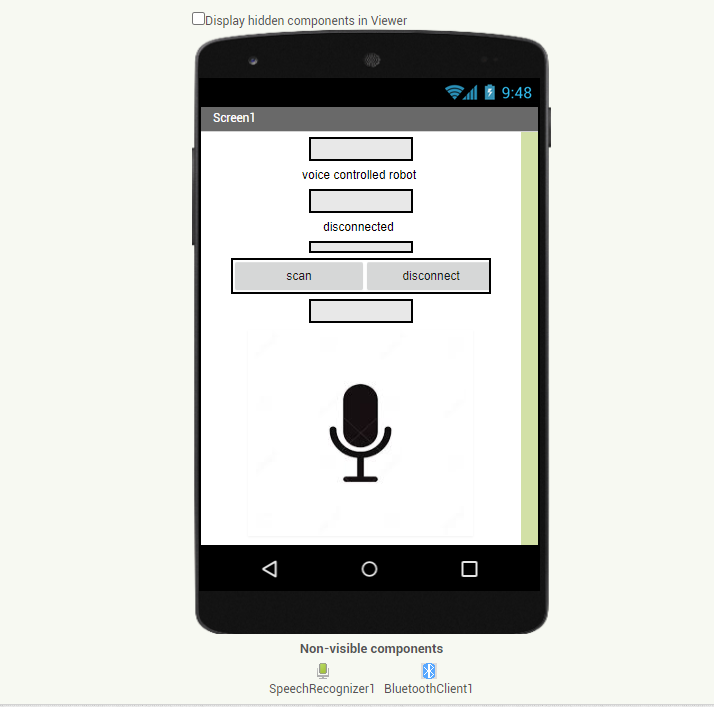 Display hidden components in Viewer
9:48
Screen1
voice controlled robot
disconnected
scan disconnect
Non-visible components
SpeechRecognizer1 BluetoothClient1